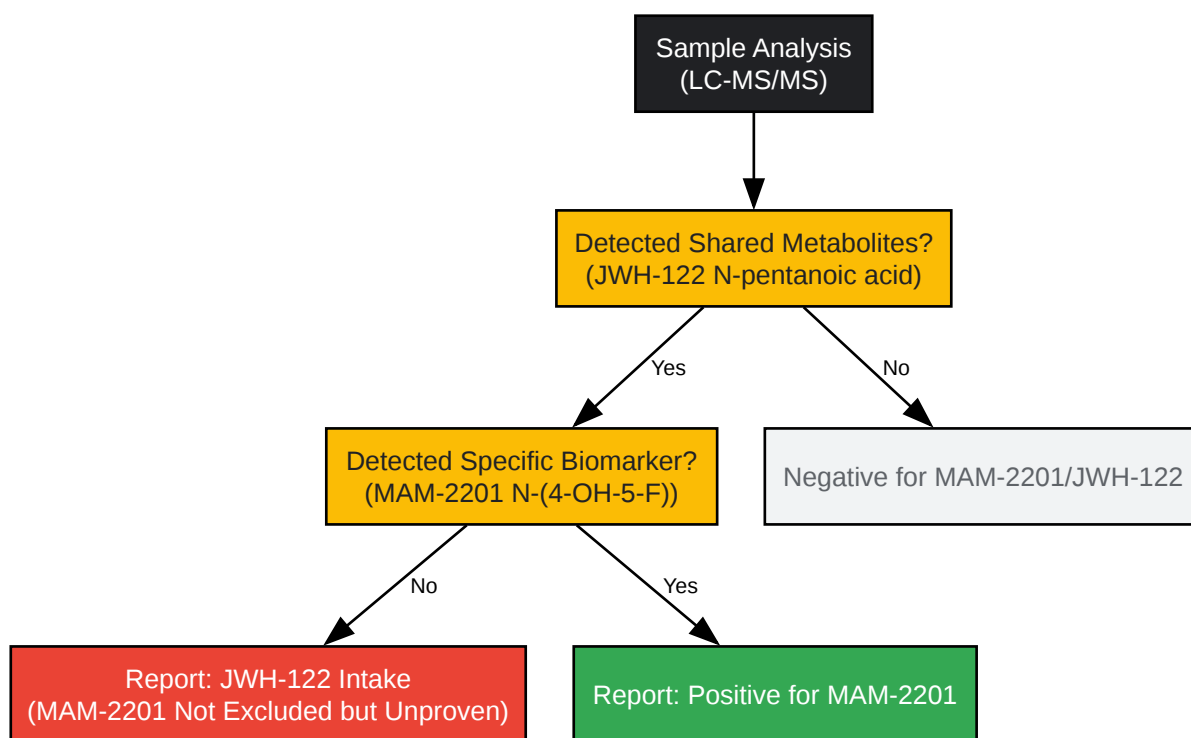 Sample Analysis
(LC-MS/MS)
Detected Shared Metabolites?
(JWH-122 N-pentanoic acid)
Yes
No
Detected Specific Biomarker?
(MAM-2201 N-(4-OH-5-F))
Negative for MAM-2201/JWH-122
No
Yes
Report: JWH-122 Intake
(MAM-2201 Not Excluded but Unproven)
Report: Positive for MAM-2201